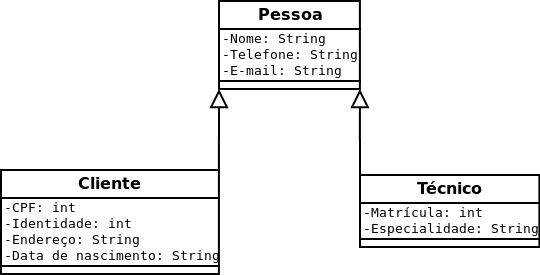 Pessoa
-Nome: String
-Telefone: String
-E-mail: String
Cliente
-CPF: int
-Identidade: int
-Endereço: String
-Data de nascimento: String
Técnico
-Matrícula: int
-Especialidade: String